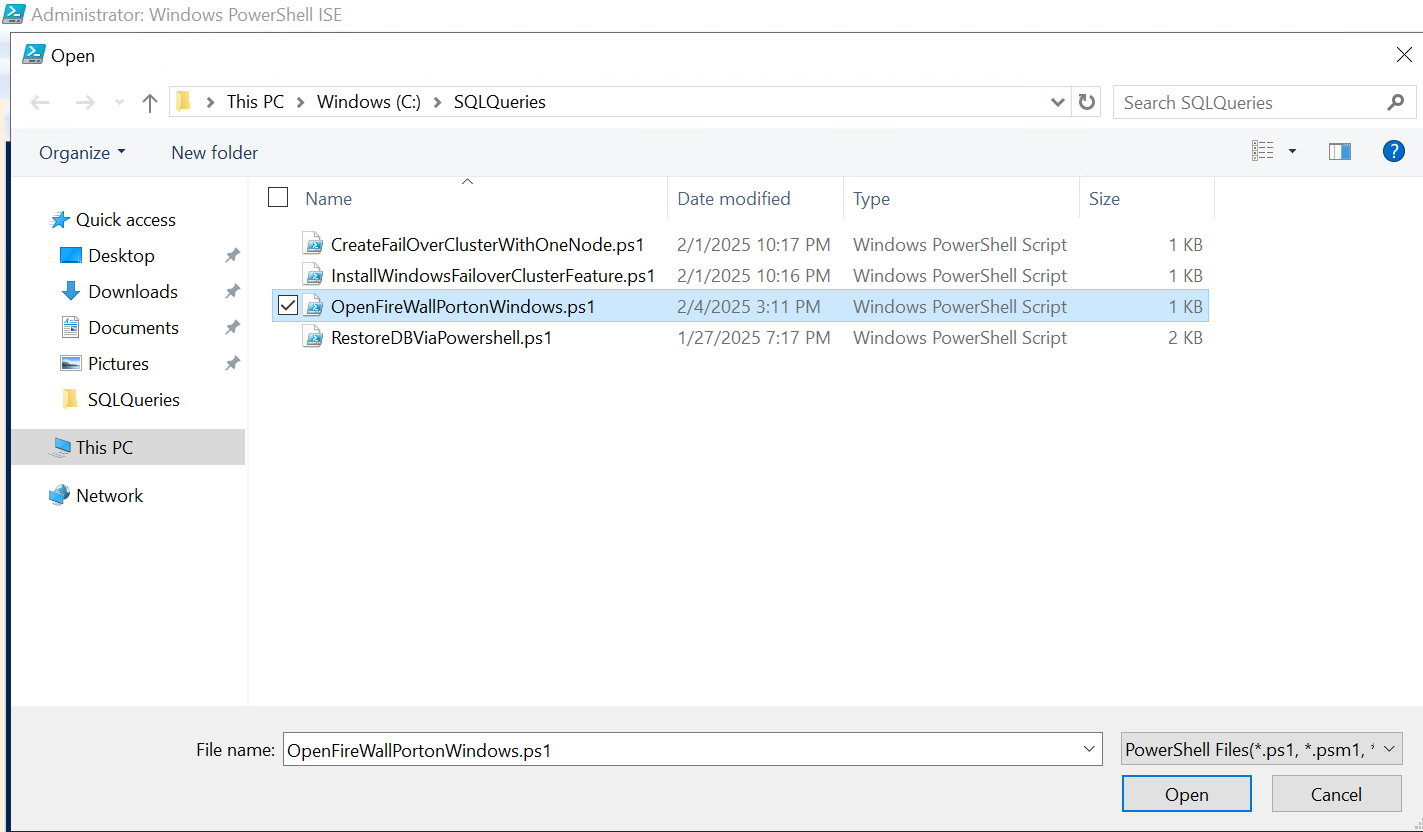 Administrator: Windows PowerShell ISE
Open
This PC > Windows (C:) > SQLQueries
Search SQLQueries
Organize
New folder
?
Name Date modified Type Size
Quick access
Desktop
Downloads
Documents
Pictures
SQLQueries
This PC
Network
CreateFailOverClusterWithOneNode.ps1 2/1/2025 10:17 PM Windows PowerShell Script 1 KB
InstallWindowsFailoverClusterFeature.ps1 2/1/2025 10:16 PM Windows PowerShell Script 1 KB
OpenFireWallPortonWindows.ps1 2/4/2025 3:11 PM Windows PowerShell Script 1 KB
RestoreDBViaPowershell.ps1 1/27/2025 7:17 PM Windows PowerShell Script 2 KB
File name: OpenFireWallPortonWindows.ps1
PowerShell Files(*.ps1, *.psm1, *
Open
Cancel